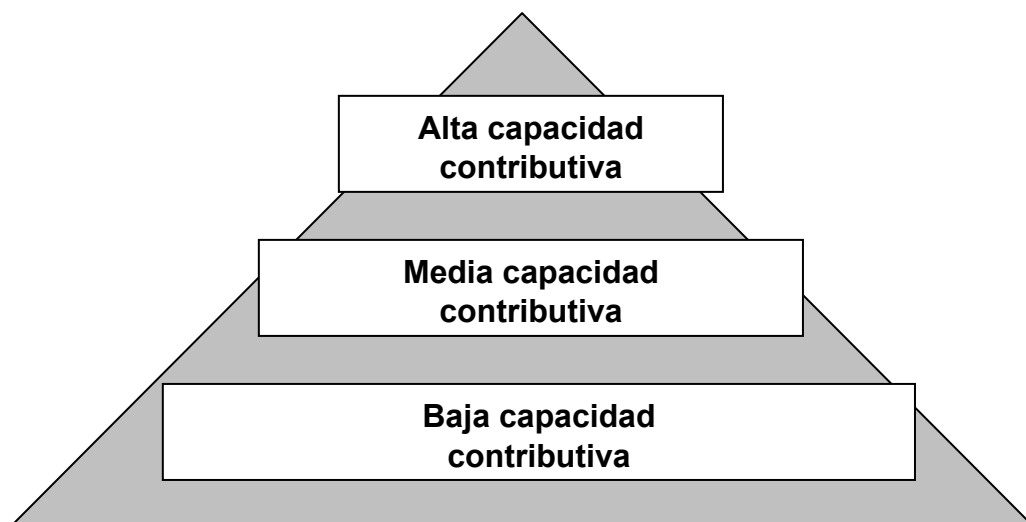 Alta capacidad
contributiva
Media capacidad
contributiva
Baja capacidad
contributiva